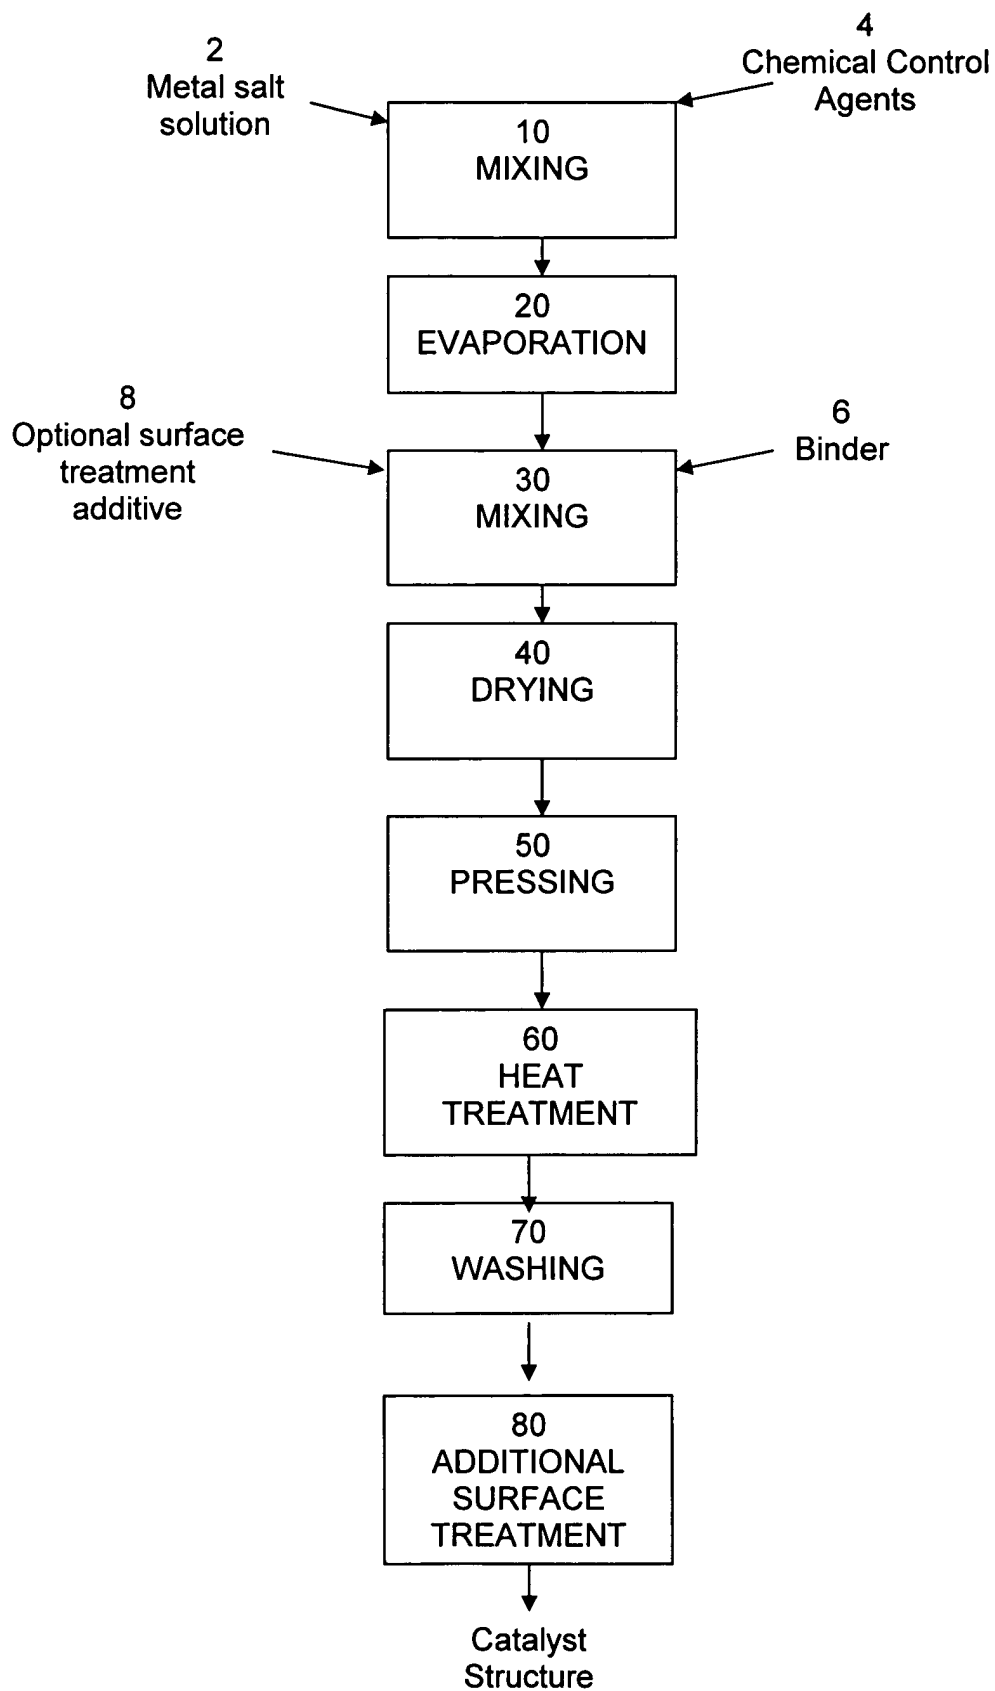 2
Metal salt
solution
4
Chemical Control
Agents
10
MIXING
20
EVAPORATION
8
Optional surface
treatment
additive
6
Binder
30
MIXING
40
DRYING
50
PRESSING
60
HEAT
TREATMENT
70
WASHING
80
ADDITIONAL
SURFACE
TREATMENT
Catalyst
Structure